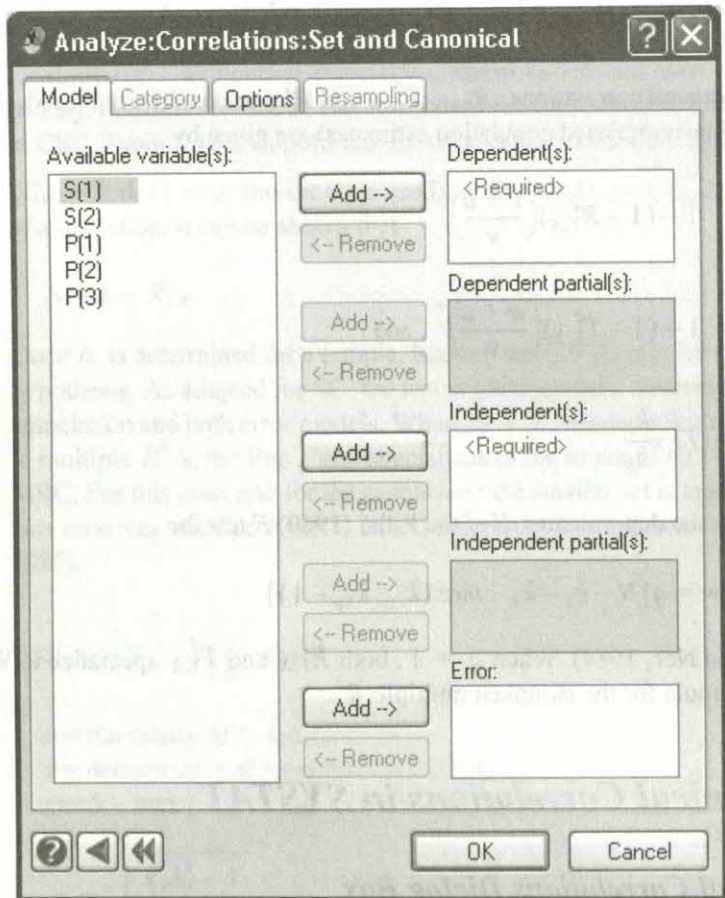 Analyze:Correlations:Set and Canonical
Model Category Options Resampling
Available variable(s):
S(1)
S(2)
P(1)
P(2)
P(3)
Dependent(s):
Add -->
<-- Remove
<Required>
Dependent partial(s):
Add -->
<-- Remove
Independent(s):
Add -->
<-- Remove
<Required>
Independent partial(s):
Add -->
<-- Remove
Error:
Add -->
<-- Remove
OK Cancel